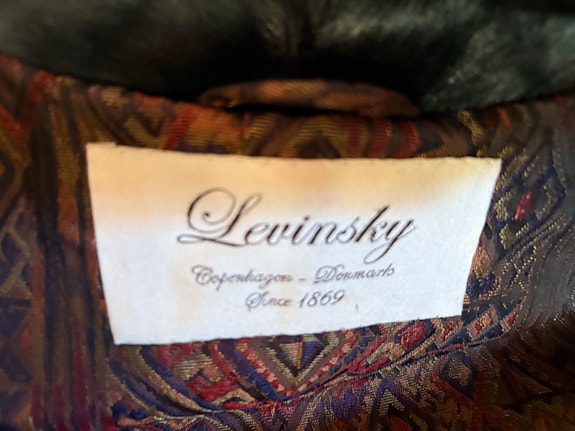 Levinsky
Copenhagen - Denmark
Since 1869